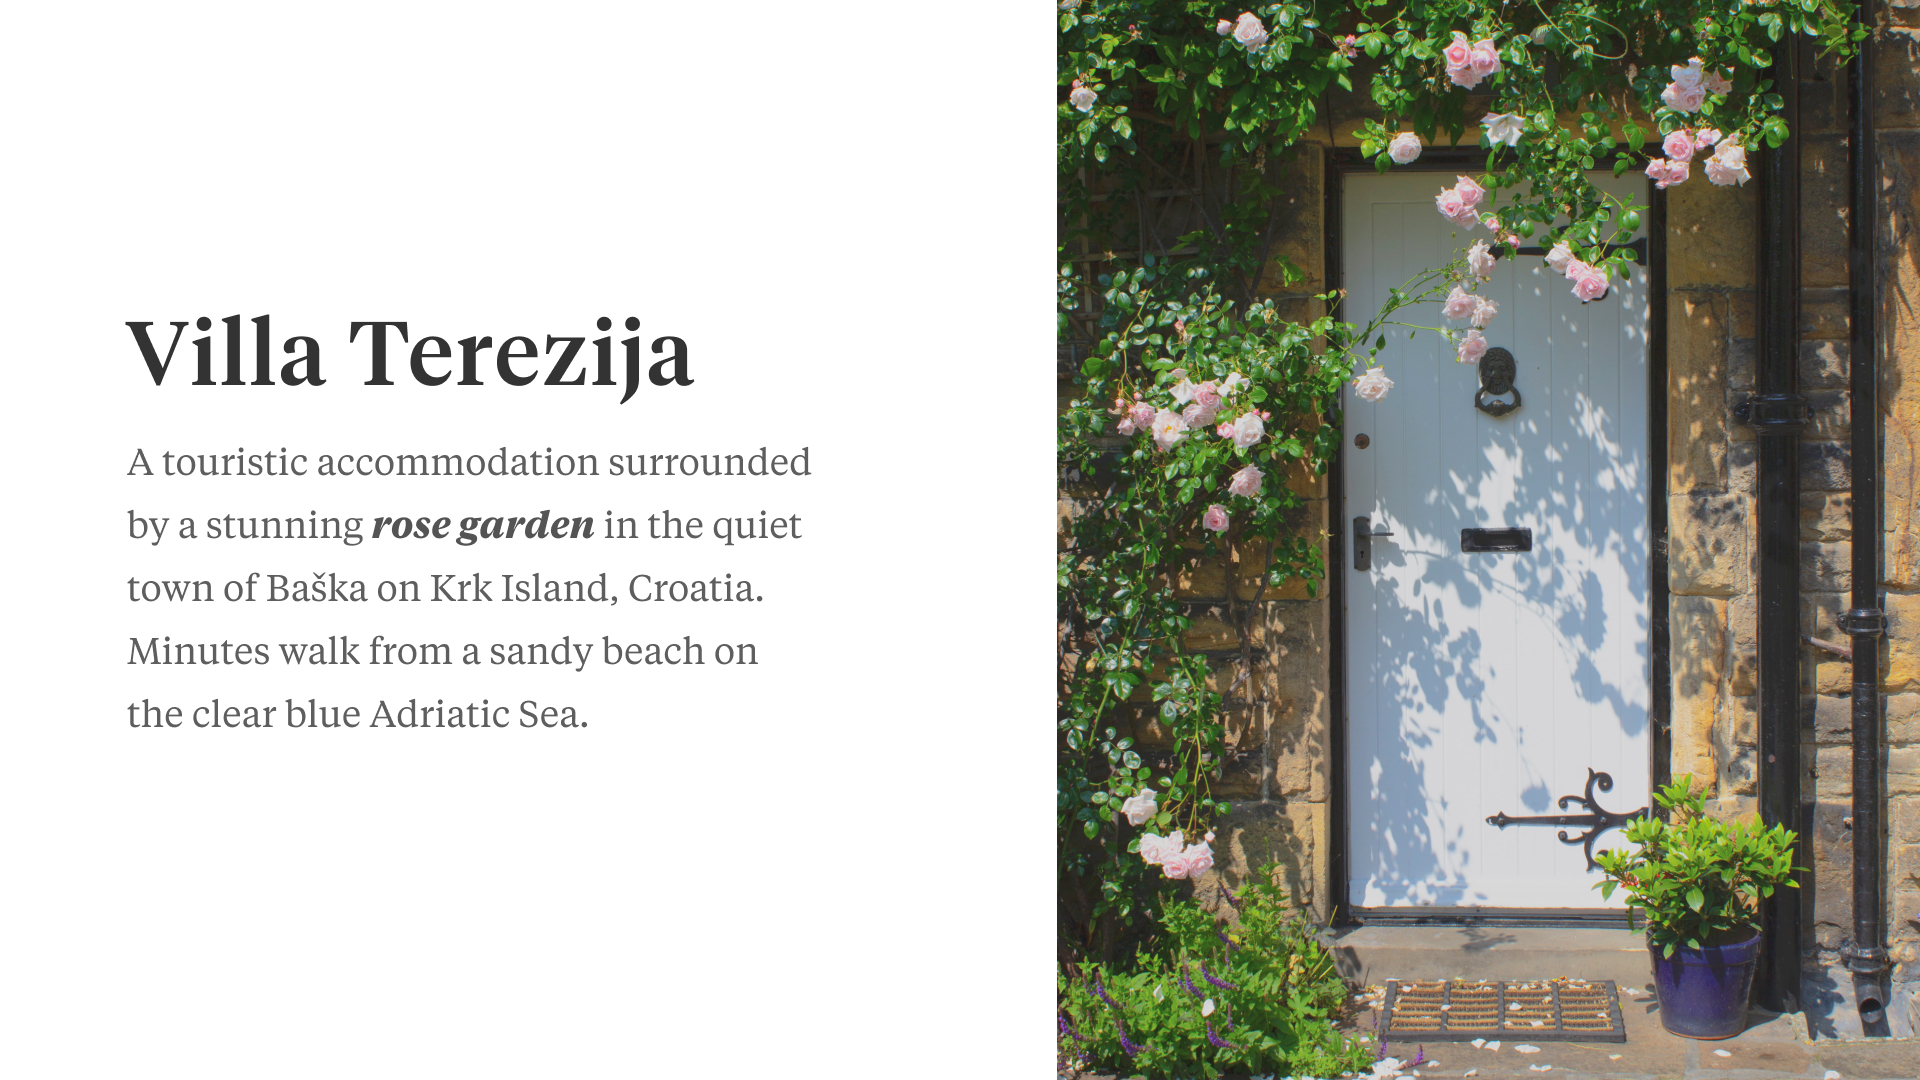 Villa Terezija
A touristic accommodation surrounded
by a stunning rose garden in the quiet
town of Baška on Krk Island, Croatia.
Minutes walk from a sandy beach on
the clear blue Adriatic Sea.